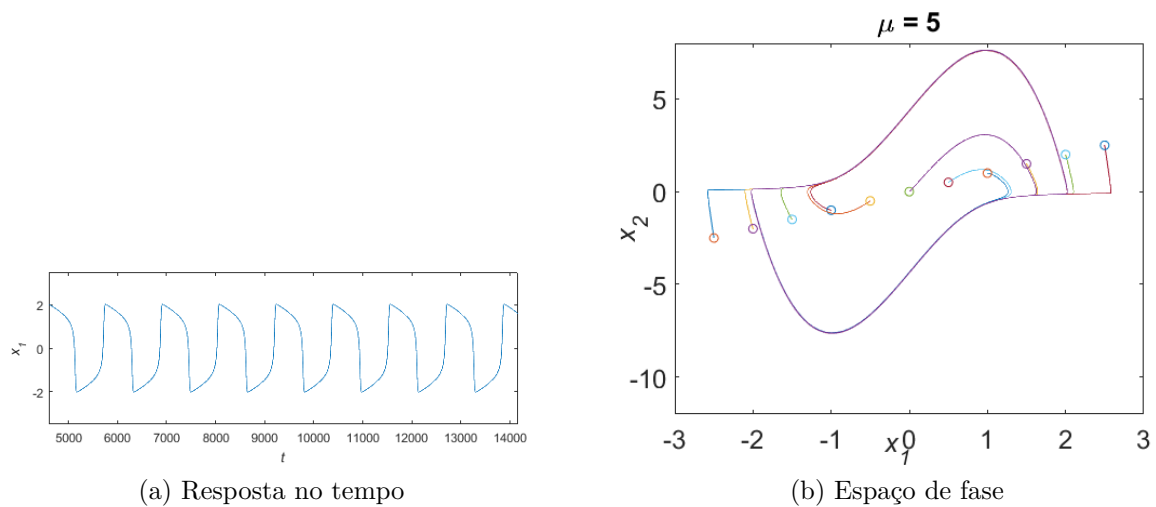 2
0
-2
x1
5000 6000 7000 8000 9000 10000 11000 12000 13000 14000
t
(a) Resposta no tempo
μ = 5
5
0
-5
-10
x2
-3 -2 -1 0 1 2 3
x1
(b) Espaço de fase